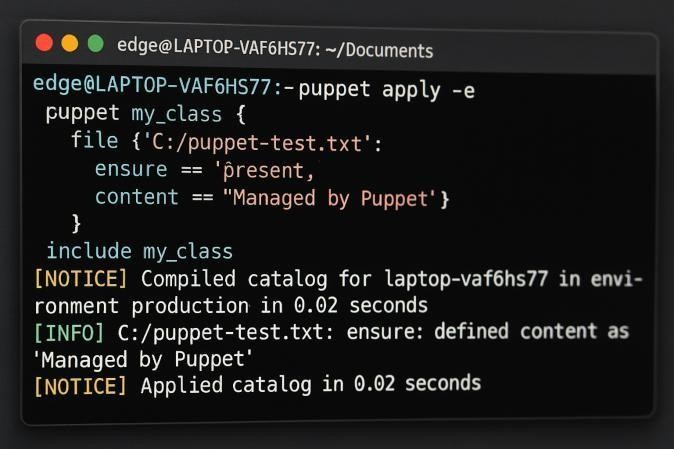 edge@LAPTOP-VAF6HS77: ~/Documents
edge@LAPTOP-VAF6HS77:-puppet apply -e
puppet my_class {
file {'C:/puppet-test.txt':
ensure == 'present,
content == "Managed by Puppet'}
}
include my_class
[NOTICE] Compiled catalog for laptop-vaf6hs77 in envi-
ronment production in 0.02 seconds
[INFO] C:/puppet-test.txt: ensure: defined content as
'Managed by Puppet'
[NOTICE] Applied catalog in 0.02 seconds